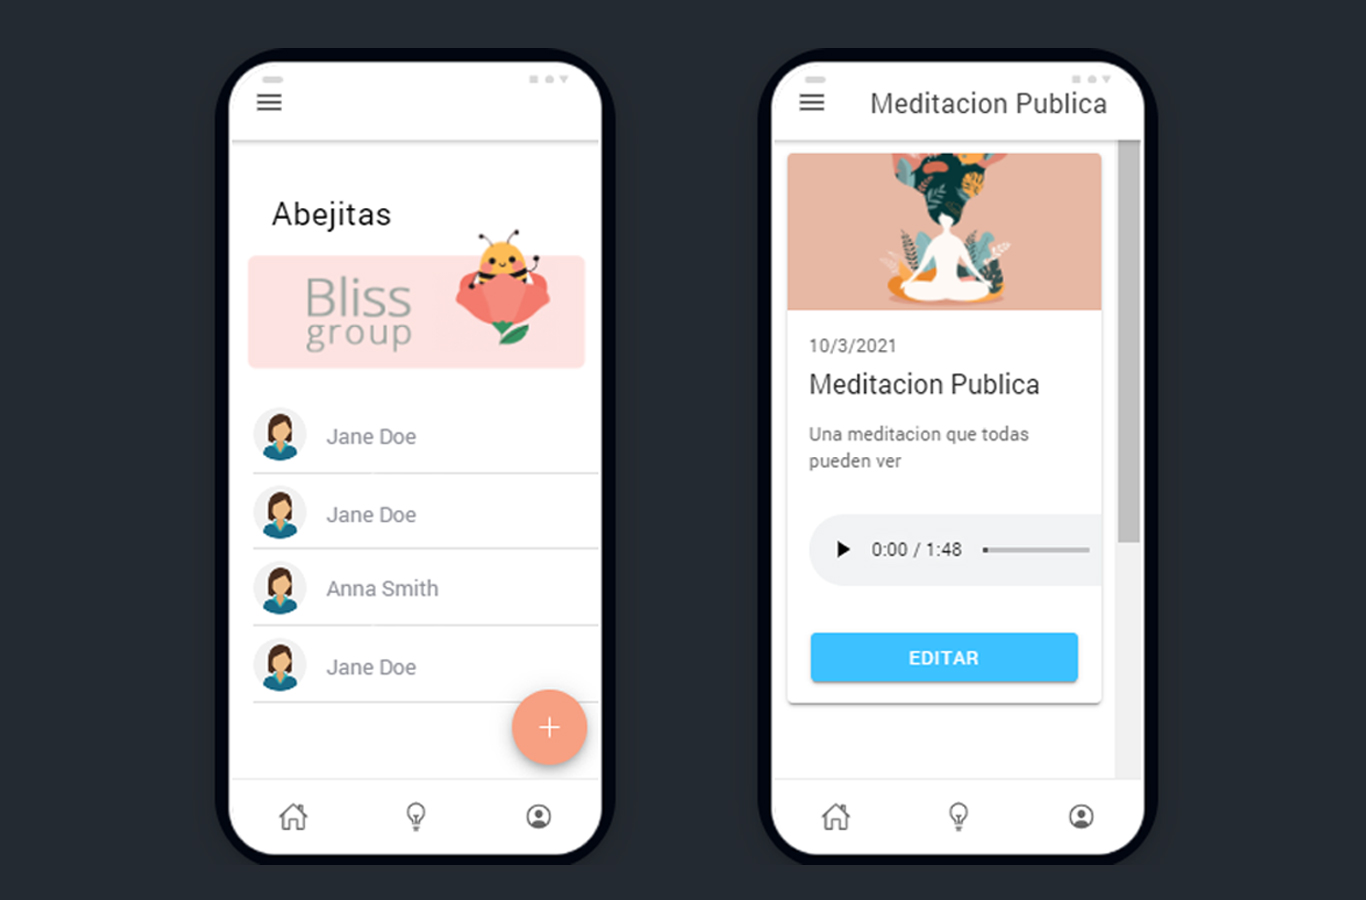 Abejitas
Bliss
group
Jane Doe
Jane Doe
Anna Smith
Jane Doe
Meditacion Publica
10/3/2021
Meditacion Publica
Una meditacion que todas
pueden ver
0:00 / 1:48
EDITAR